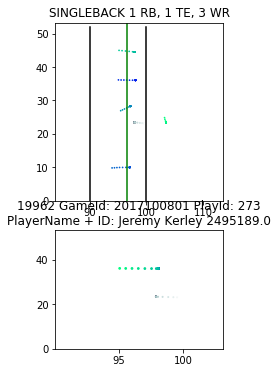 SINGLEBACK 1 RB, 1 TE, 3 WR
50
40
30
20
10
0
90 100 110
19962 GameId: 2017100801 PlayId: 273
PlayerName + ID: Jeremy Kerley 2495189.0
40
20
0
95 100